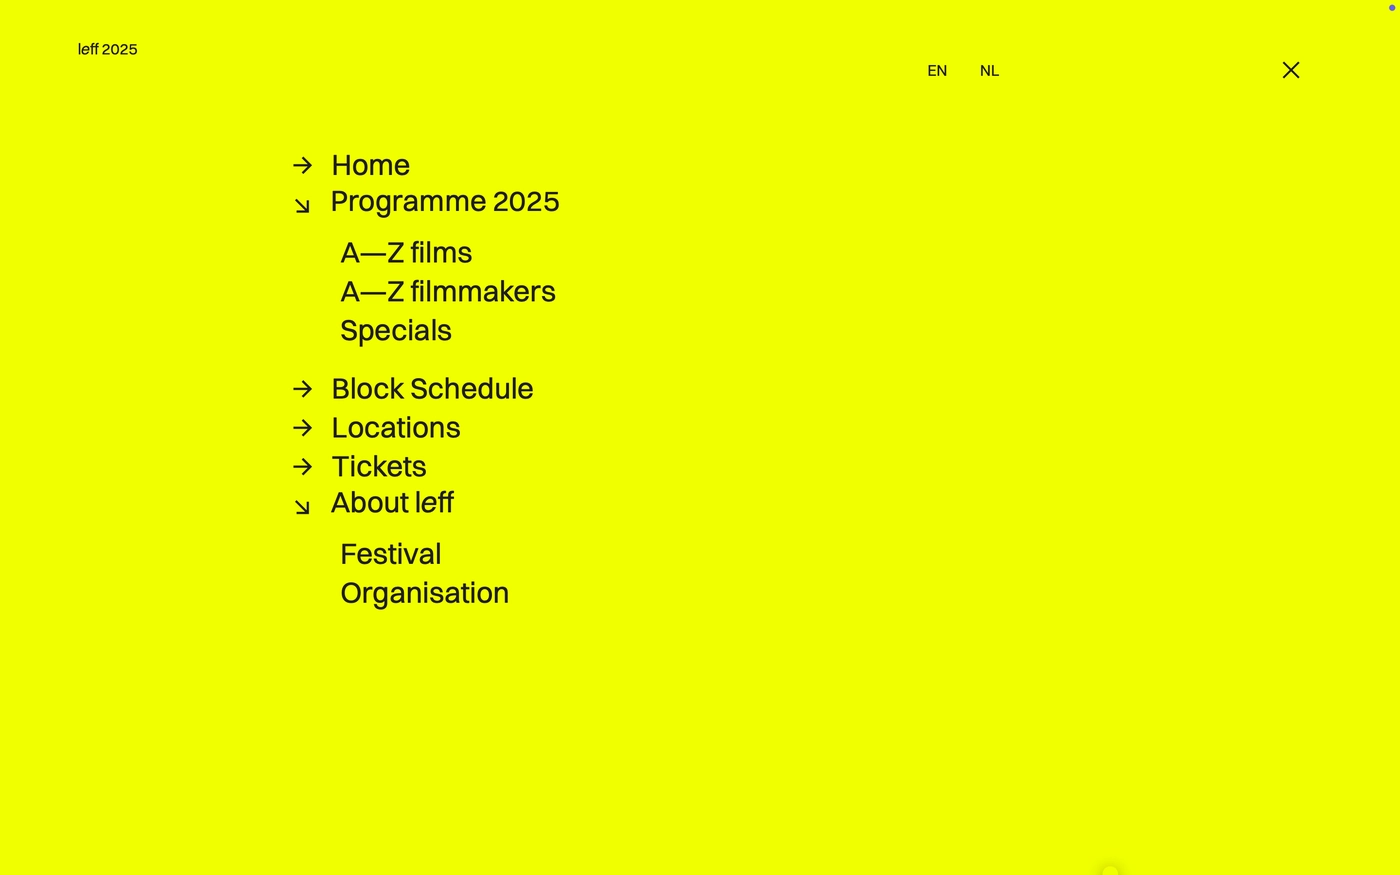 leff 2025
EN NL
Home
Programme 2025
A—Z films
A—Z filmmakers
Specials
Block Schedule
Locations
Tickets
About leff
Festival
Organisation